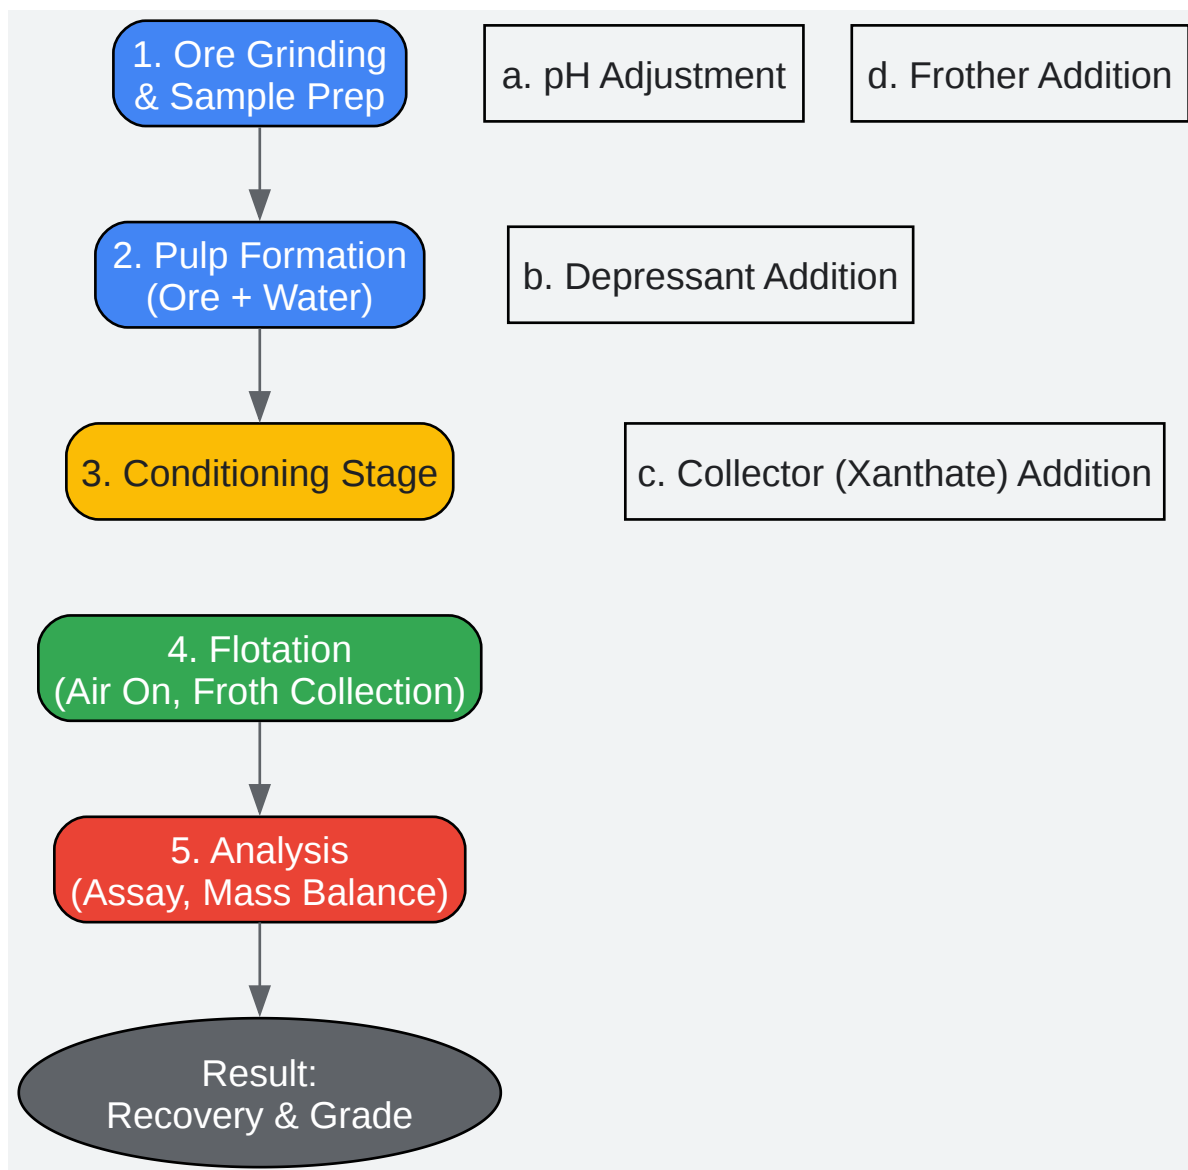 1. Ore Grinding
& Sample Prep
a. pH Adjustment
d. Frother Addition
2. Pulp Formation
(Ore + Water)
b. Depressant Addition
3. Conditioning Stage
c. Collector (Xanthate) Addition
4. Flotation
(Air On, Froth Collection)
5. Analysis
(Assay, Mass Balance)
Result:
Recovery & Grade